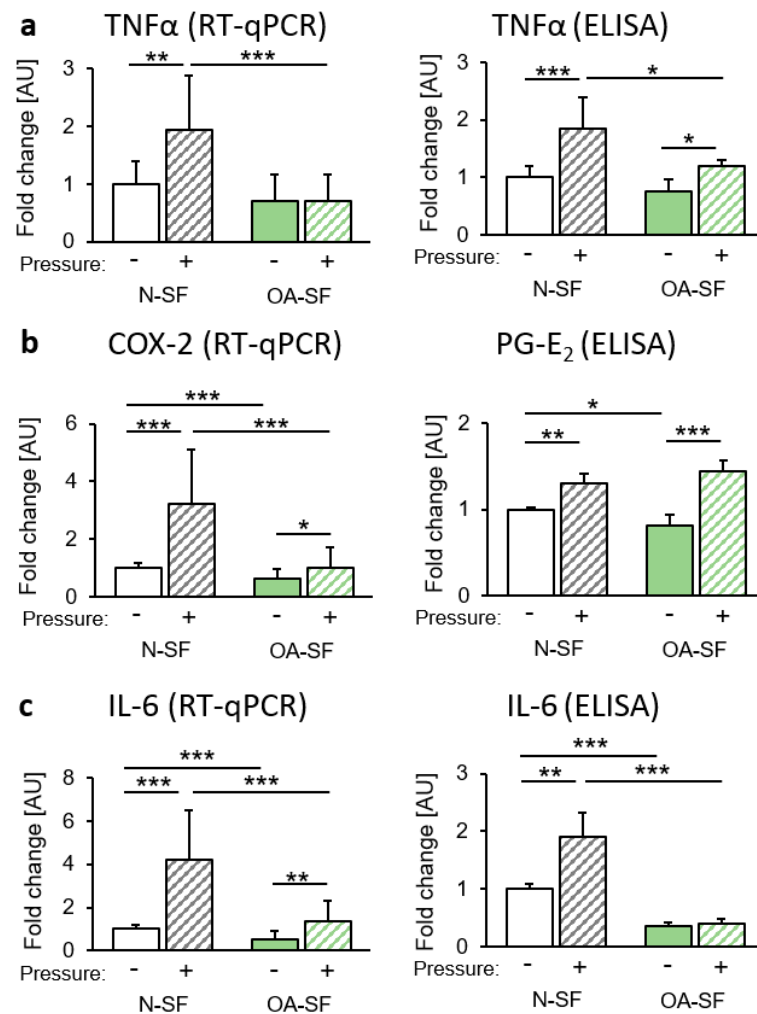 a TNFα (RT-qPCR)
Fold change [AU]
3
2
1
0
** ***
Pressure: - + - +
N-SF OA-SF
TNFα (ELISA)
Fold change [AU]
3
2
1
0
*** *
*
- + - +
N-SF OA-SF
b COX-2 (RT-qPCR)
Fold change [AU]
6
4
2
0
***
*** ***
*
Pressure: - + - +
N-SF OA-SF
PG-E₂ (ELISA)
Fold change [AU]
2
1
0
*
** ***
Pressure: - + - +
N-SF OA-SF
c IL-6 (RT-qPCR)
Fold change [AU]
8
6
4
2
0
***
*** ***
**
Pressure: - + - +
N-SF OA-SF
IL-6 (ELISA)
Fold change [AU]
3
2
1
0
***
** ***
Pressure: - + - +
N-SF OA-SF